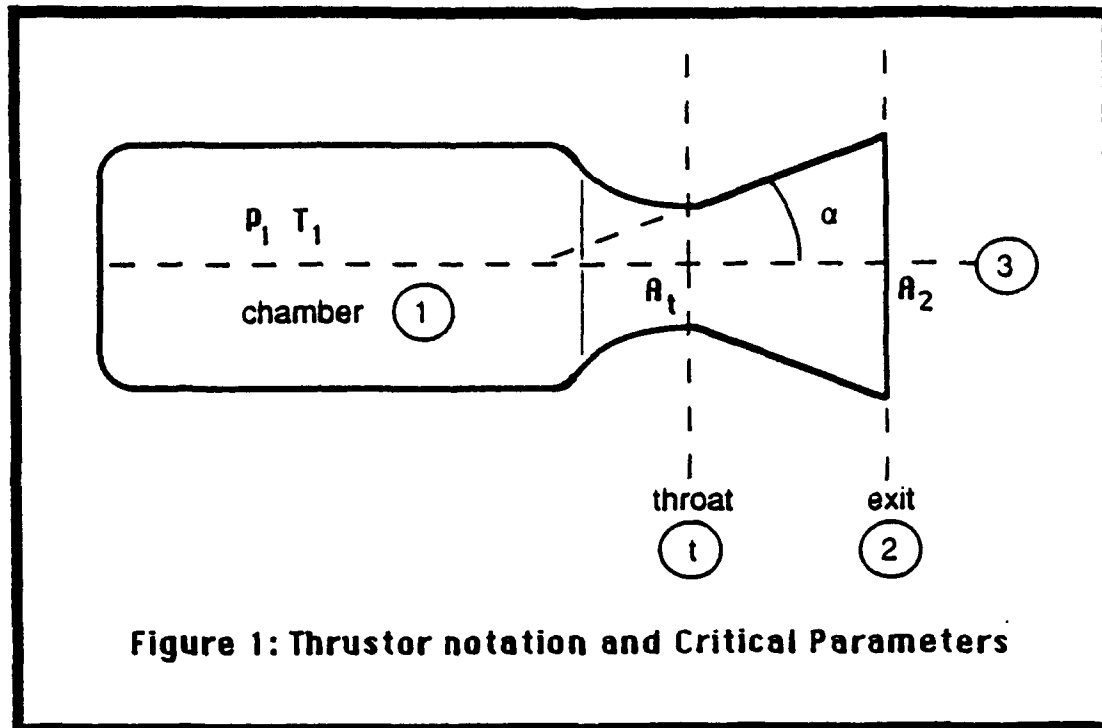 P1 T1
chamber 1
At
α
A2
3
throat
t
exit
2
Figure 1: Thrustor notation and Critical Parameters